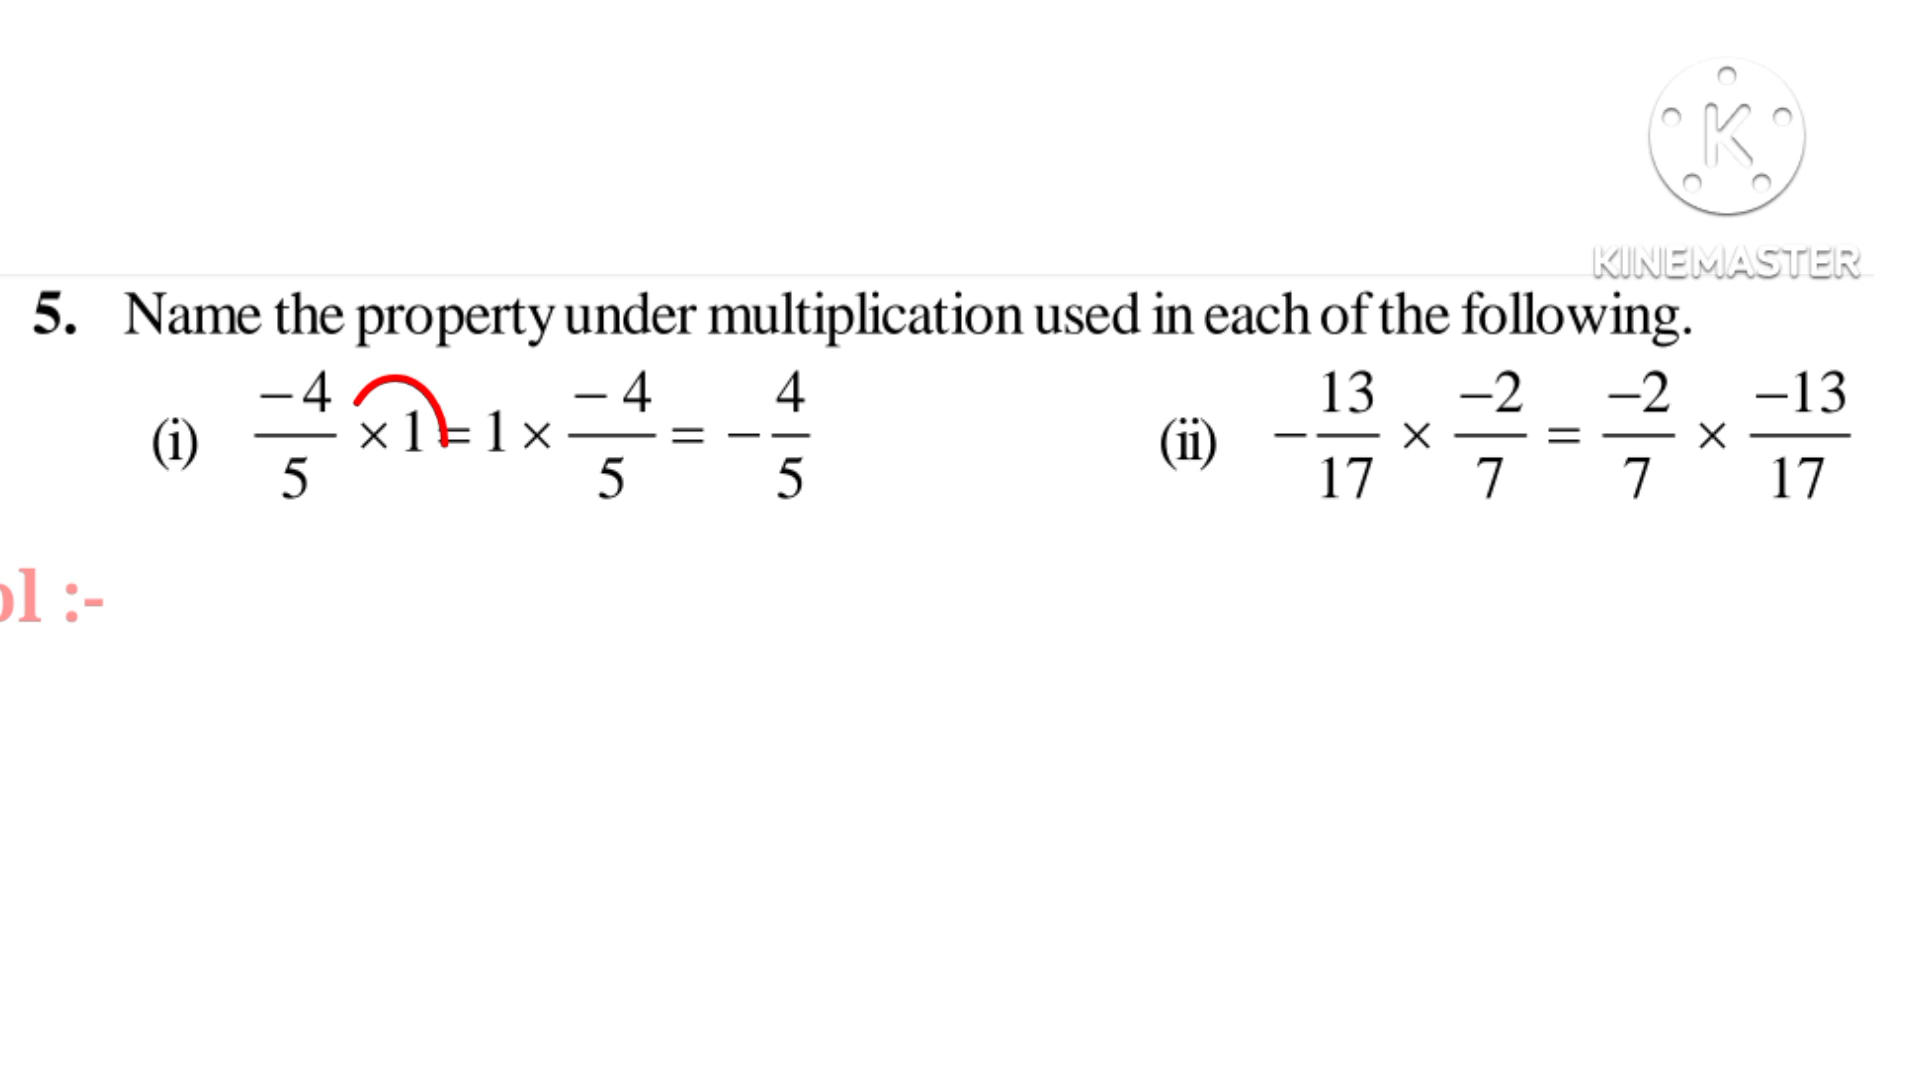 K
KINEMASTER
5. Name the property under multiplication used in each of the following.
(i) −4/5 × 1 = 1 × −4/5 = −4/5 (ii) −13/17 × −2/7 = −2/7 × −13/17
ol :-